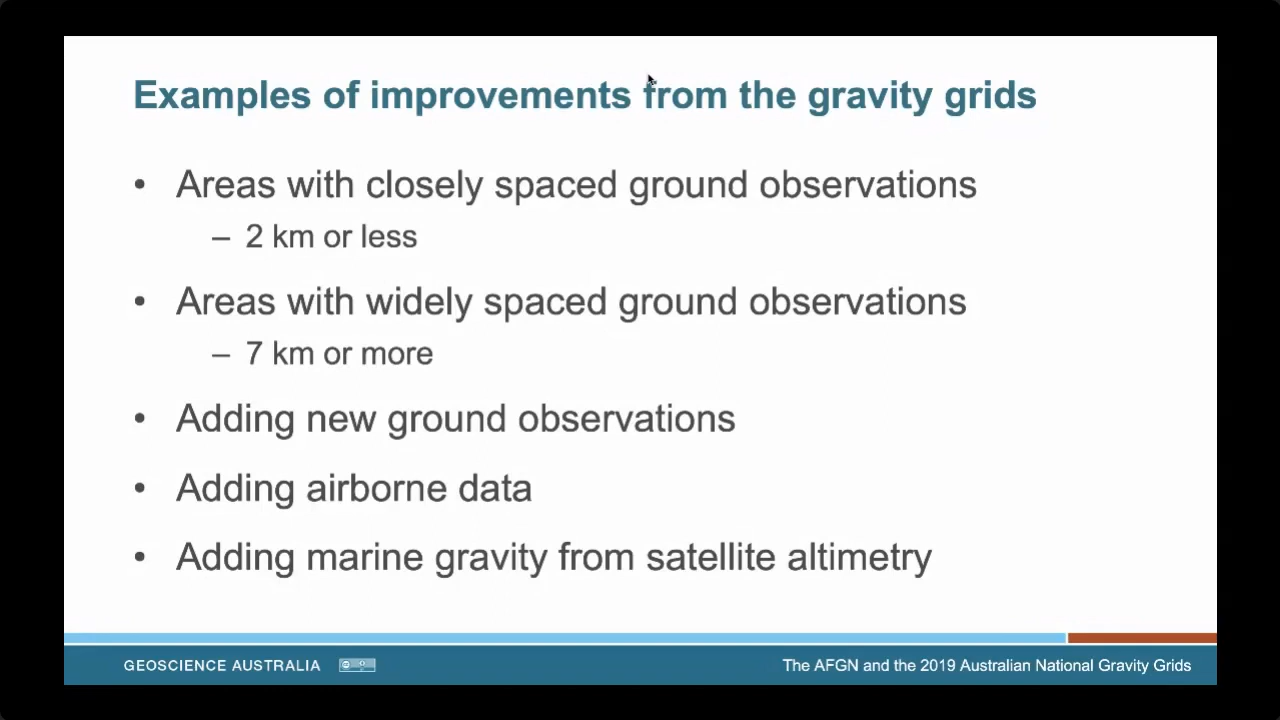 Examples of improvements from the gravity grids
• Areas with closely spaced ground observations
– 2 km or less
• Areas with widely spaced ground observations
– 7 km or more
• Adding new ground observations
• Adding airborne data
• Adding marine gravity from satellite altimetry
GEOSCIENCE AUSTRALIA
The AFGN and the 2019 Australian National Gravity Grids